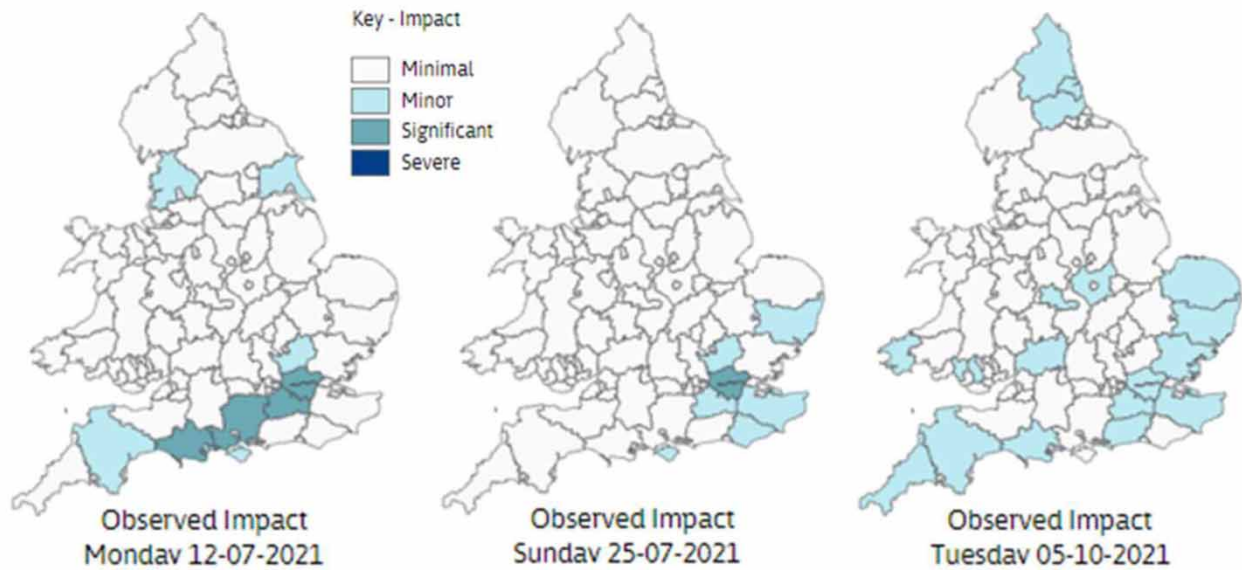 Key - Impact
Minimal
Minor
Significant
Severe
Observed Impact
Monday 12-07-2021
Observed Impact
Sunday 25-07-2021
Observed Impact
Tuesday 05-10-2021